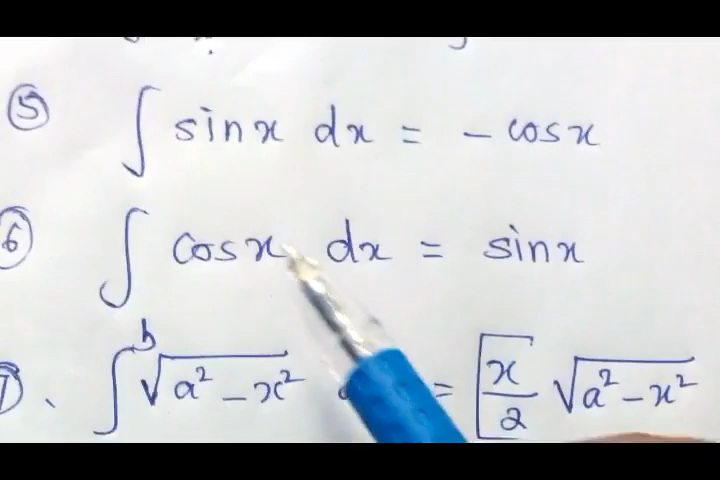 ⑤ ∫ sinx dx = - cosx
⑥ ∫ cosx dx = sinx
∫ᵇ √(a² - x²) = [x/2 √(a² - x²)